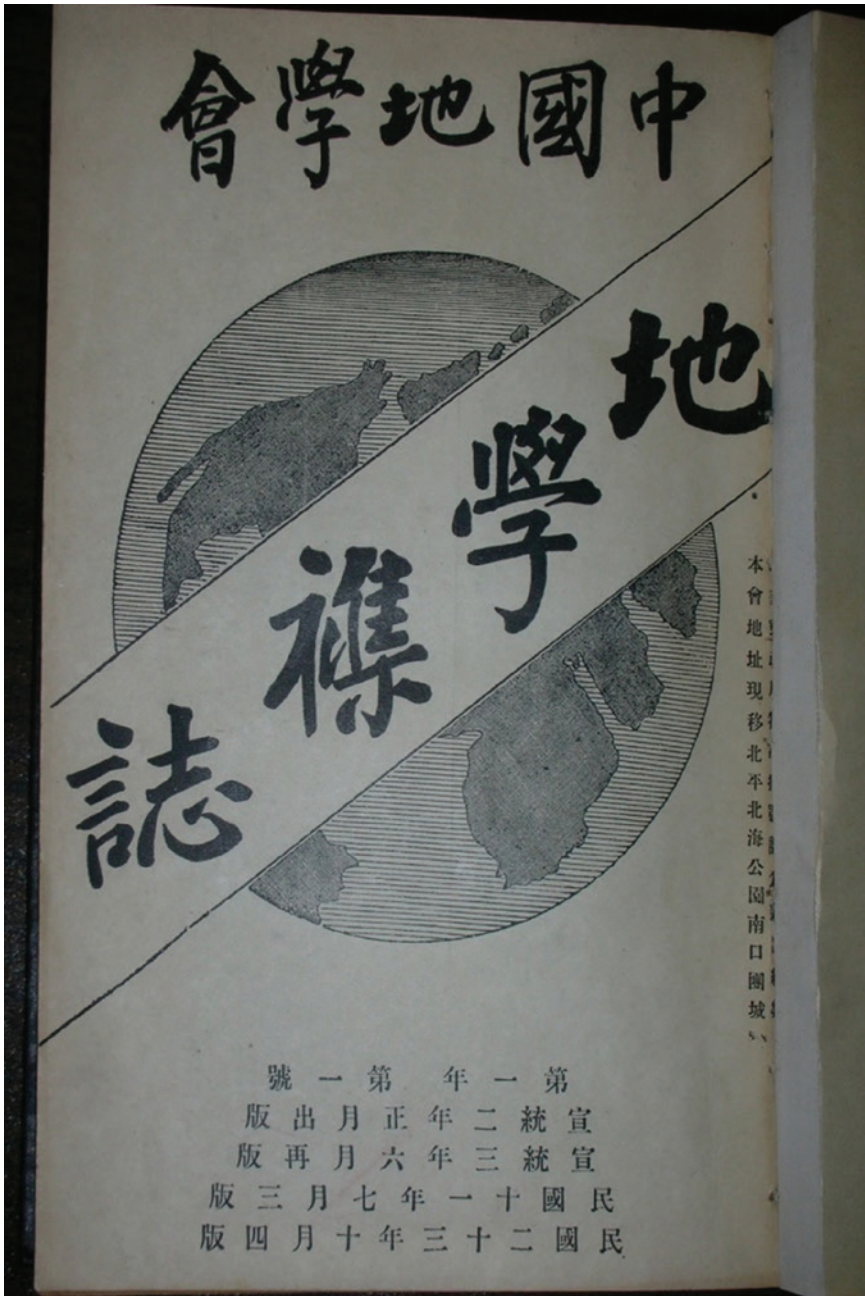 中國地學會
地學襍誌
本會地址現移北平北海公園南口團城
第一年 第一號
宣統二年正月出版
宣統三年六月再版
民國十一年七月三版
民國二十三年十月四版